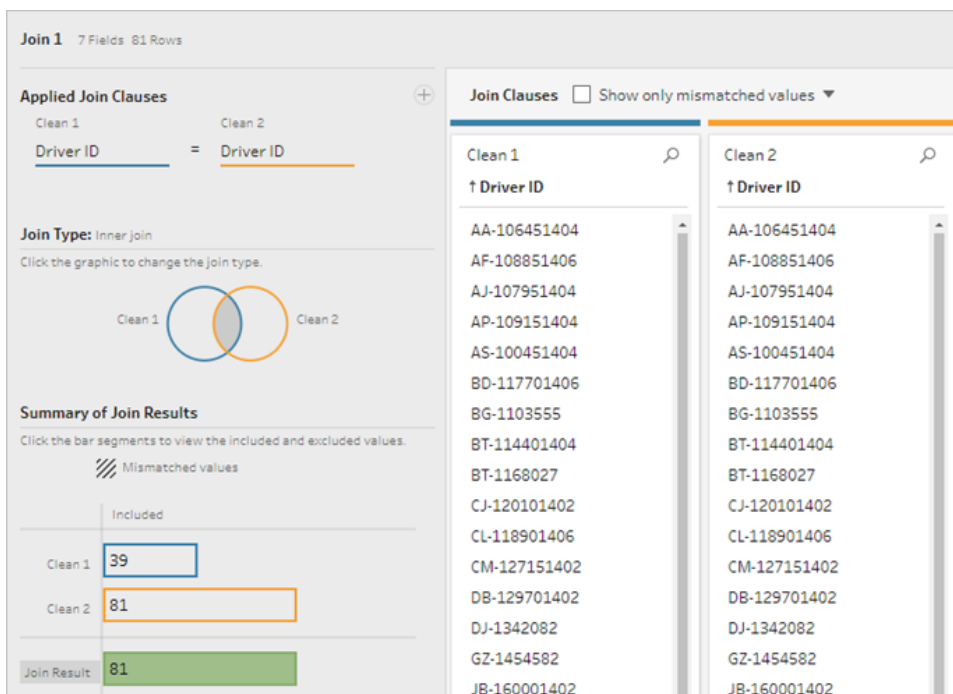 Join 1 7 Fields 81 Rows
Applied Join Clauses
Clean 1 Clean 2
Driver ID = Driver ID
Join Type: Inner join
Click the graphic to change the join type.
Clean 1 Clean 2
Summary of Join Results
Click the bar segments to view the included and excluded values.
Mismatched values
Included
Clean 1 39
Clean 2 81
Join Result 81
Join Clauses Show only mismatched values
Clean 1
↑ Driver ID
AA-106451404
AF-108851406
AJ-107951404
AP-109151404
AS-100451404
BD-117701406
BG-1103555
BT-114401404
BT-1168027
CJ-120101402
CL-118901406
CM-127151402
DB-129701402
DJ-1342082
GZ-1454582
JB-160001402
Clean 2
↑ Driver ID
AA-106451404
AF-108851406
AJ-107951404
AP-109151404
AS-100451404
BD-117701406
BG-1103555
BT-114401404
BT-1168027
CJ-120101402
CL-118901406
CM-127151402
DB-129701402
DJ-1342082
GZ-1454582
JB-160001402